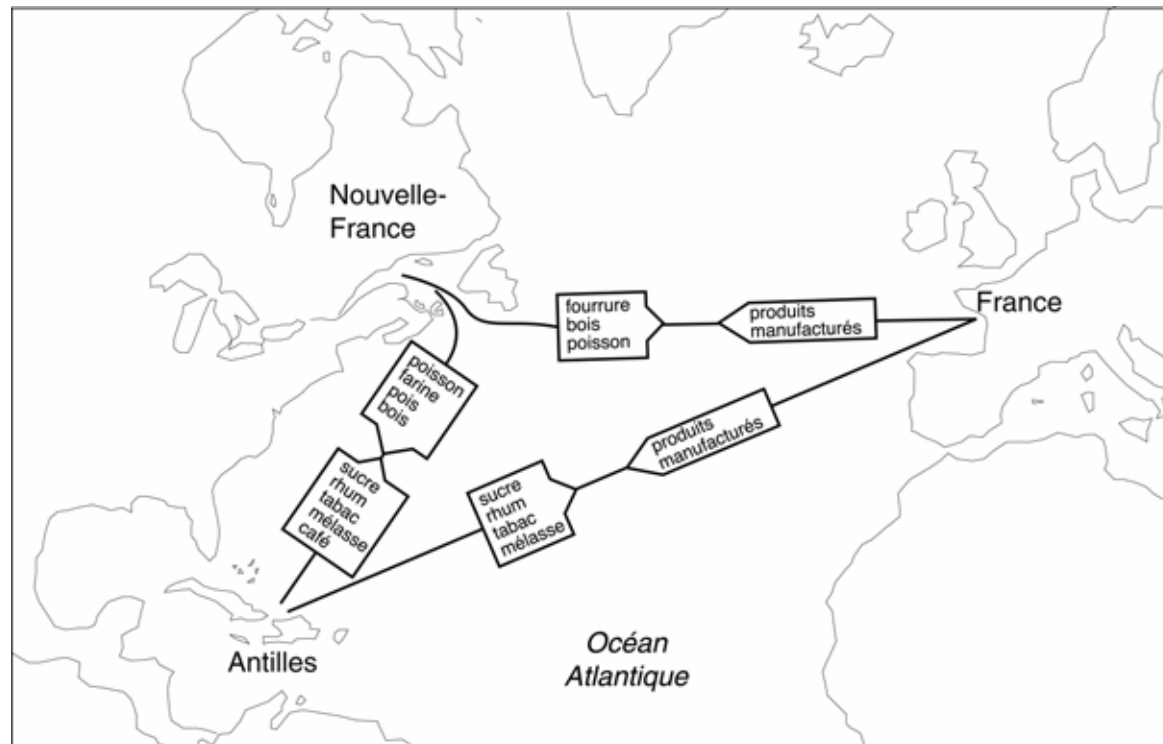 Nouvelle-
France
fourrure
bois
poisson
produits
manufacturés
France
poisson
farine
pois
bois
produits
manufacturés
sucre
rhum
tabac
mélasse
café
sucre
rhum
tabac
mélasse
Antilles
Océan
Atlantique